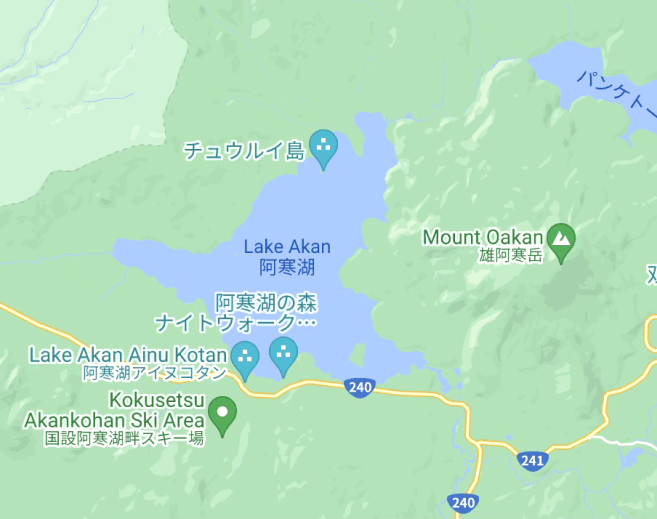 パンケトー
チュウルイ島
Mount Oakan
雄阿寒岳
Lake Akan
阿寒湖
阿寒湖の森
ナイトウォーク…
Lake Akan Ainu Kotan
阿寒湖アイヌコタン
240
Kokusetsu
Akankohan Ski Area
国設阿寒湖畔スキー場
241
240